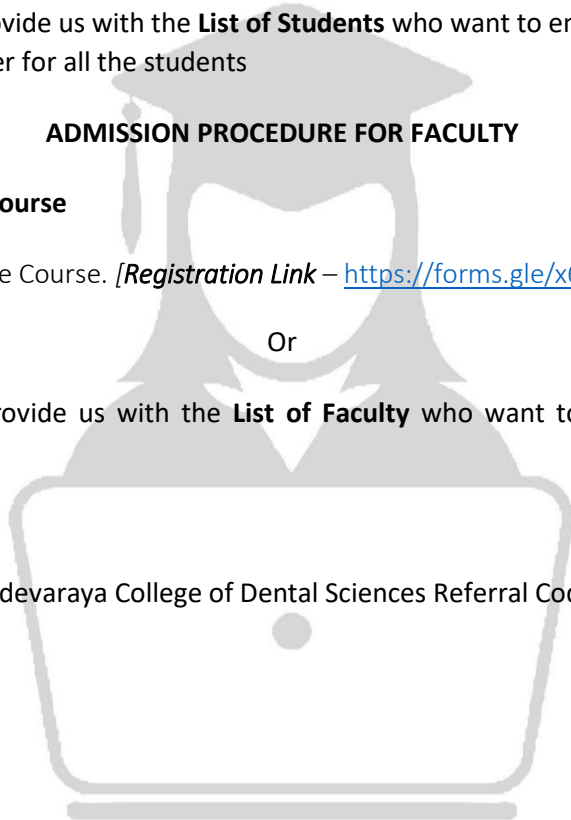 ovide us with the List of Students who want to en
er for all the students
ADMISSION PROCEDURE FOR FACULTY
ourse
e Course. [Registration Link – https://forms.gle/x6
Or
rovide us with the List of Faculty who want to
devaraya College of Dental Sciences Referral Coc